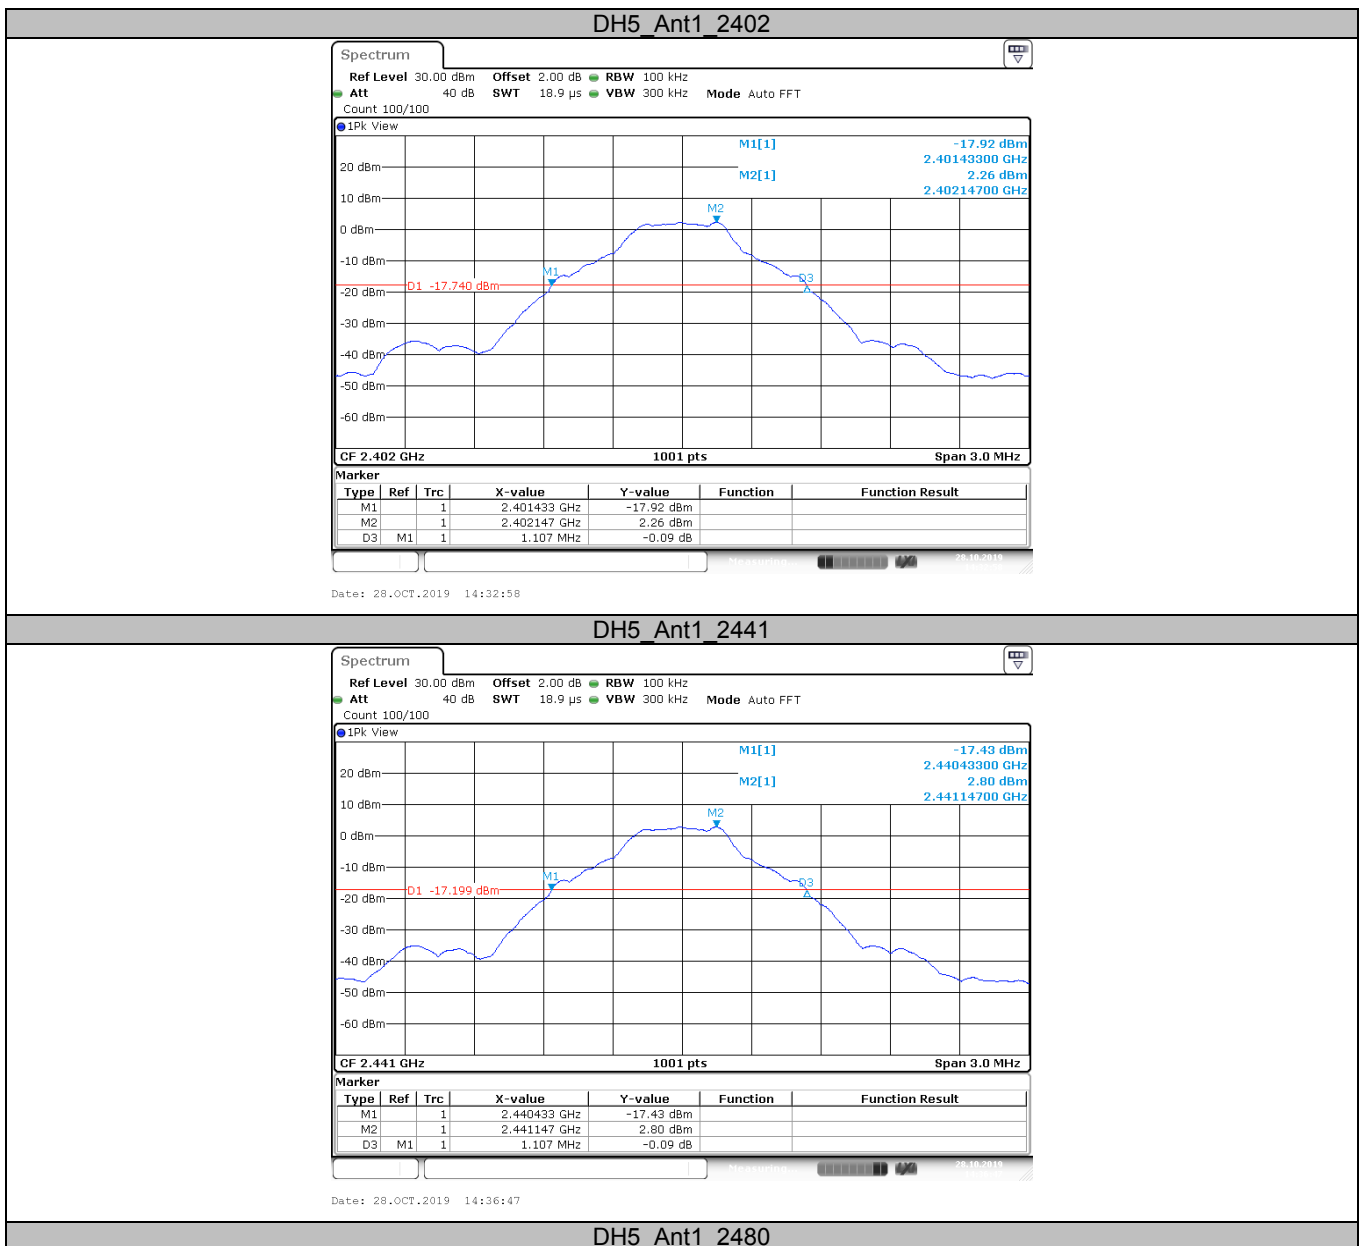 DH5_Ant1_2402
Spectrum
Ref Level 30.00 dBm Offset 2.00 dB RBW 100 kHz
Att 40 dB SWT 18.9 µs VBW 300 kHz Mode Auto FFT
Count 100/100
1Pk View
M1[1] -17.92 dBm
2.40143300 GHz
20 dBm
M2[1] 2.26 dBm
2.40214700 GHz
10 dBm
M2
0 dBm
-10 dBm
M1
D3
D1 -17.740 dBm
-20 dBm
-30 dBm
-40 dBm
-50 dBm
-60 dBm
CF 2.402 GHz 1001 pts Span 3.0 MHz
Marker
Type Ref Trc X-value Y-value Function Function Result
M1 1 2.401433 GHz -17.92 dBm
M2 1 2.402147 GHz 2.26 dBm
D3 M1 1 1.107 MHz -0.09 dB
Measuring... 28.10.2019
Date: 28.OCT.2019 14:32:58
DH5_Ant1_2441
Spectrum
Ref Level 30.00 dBm Offset 2.00 dB RBW 100 kHz
Att 40 dB SWT 18.9 µs VBW 300 kHz Mode Auto FFT
Count 100/100
1Pk View
M1[1] -17.43 dBm
2.44043300 GHz
20 dBm
M2[1] 2.80 dBm
2.44114700 GHz
10 dBm
M2
0 dBm
-10 dBm
M1
D3
D1 -17.199 dBm
-20 dBm
-30 dBm
-40 dBm
-50 dBm
-60 dBm
CF 2.441 GHz 1001 pts Span 3.0 MHz
Marker
Type Ref Trc X-value Y-value Function Function Result
M1 1 2.440433 GHz -17.43 dBm
M2 1 2.441147 GHz 2.80 dBm
D3 M1 1 1.107 MHz -0.09 dB
Measuring... 28.10.2019
Date: 28.OCT.2019 14:36:47
DH5_Ant1_2480